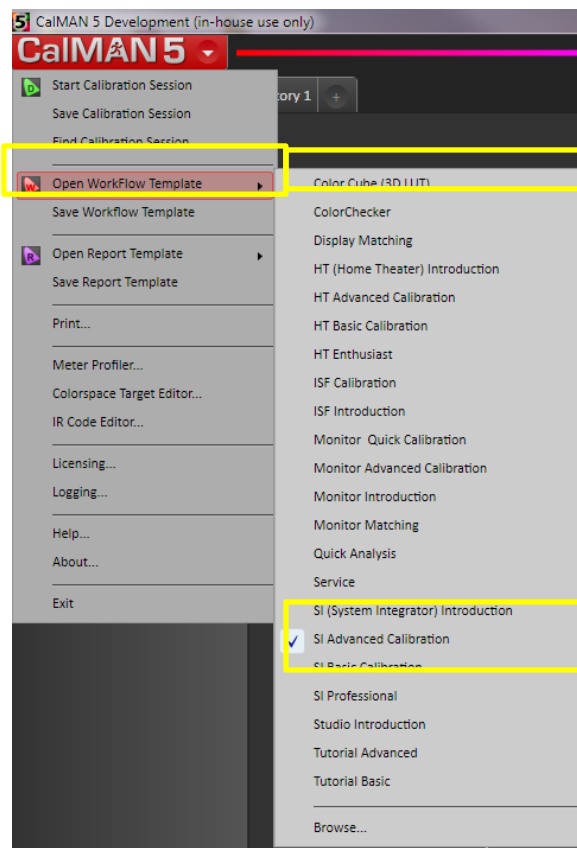 5 CalMAN 5 Development (in-house use only)
CalMAN 5
Start Calibration Session
ory 1 +
Save Calibration Session
Find Calibration Session
Open WorkFlow Template
Save Workflow Template
Open Report Template
Save Report Template
Print...
Meter Profiler...
Colorspace Target Editor...
IR Code Editor...
Licensing...
Logging...
Help...
About...
Exit
Color Cube (3D LUT)
ColorChecker
Display Matching
HT (Home Theater) Introduction
HT Advanced Calibration
HT Basic Calibration
HT Enthusiast
ISF Calibration
ISF Introduction
Monitor Quick Calibration
Monitor Advanced Calibration
Monitor Introduction
Monitor Matching
Quick Analysis
Service
SI (System Integrator) Introduction
SI Advanced Calibration
SI Basic Calibration
SI Professional
Studio Introduction
Tutorial Advanced
Tutorial Basic
Browse...